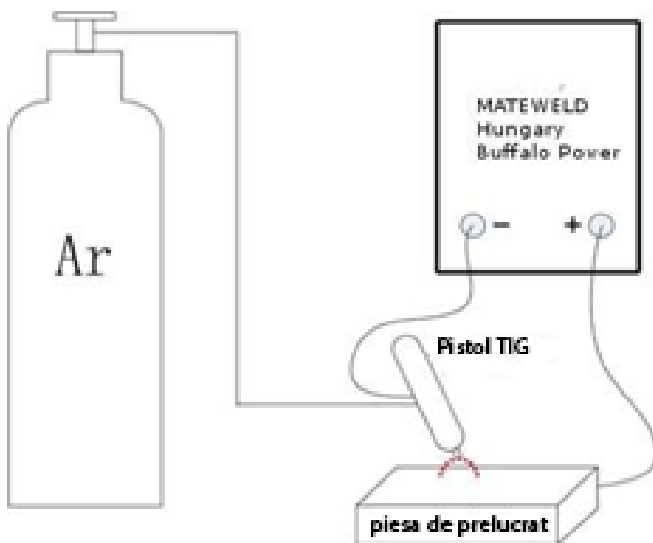 MATEWELD
Hungary
Buffalo Power
- +
Ar
Pistol TIG
piesa de prelucrat